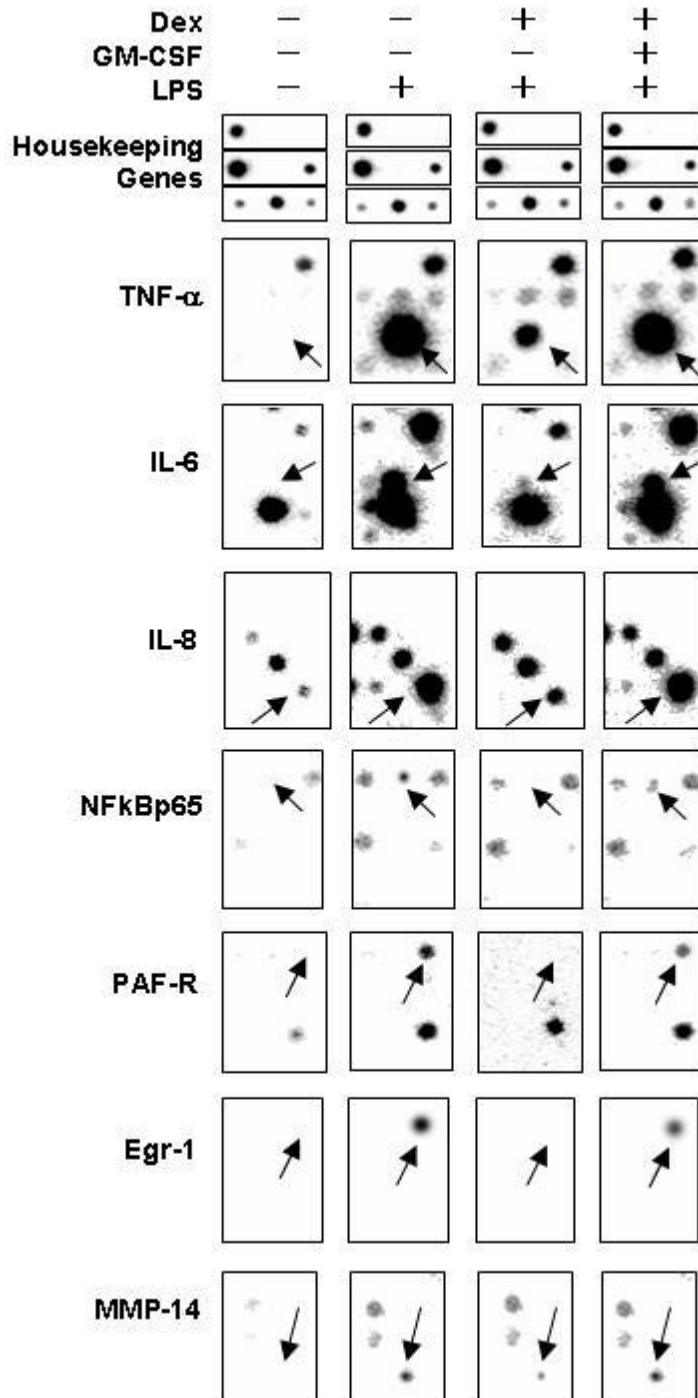 Dex − − + +
GM-CSF − − − +
LPS − + + +
Housekeeping
Genes
TNF-α
IL-6
IL-8
NFkBp65
PAF-R
Egr-1
MMP-14